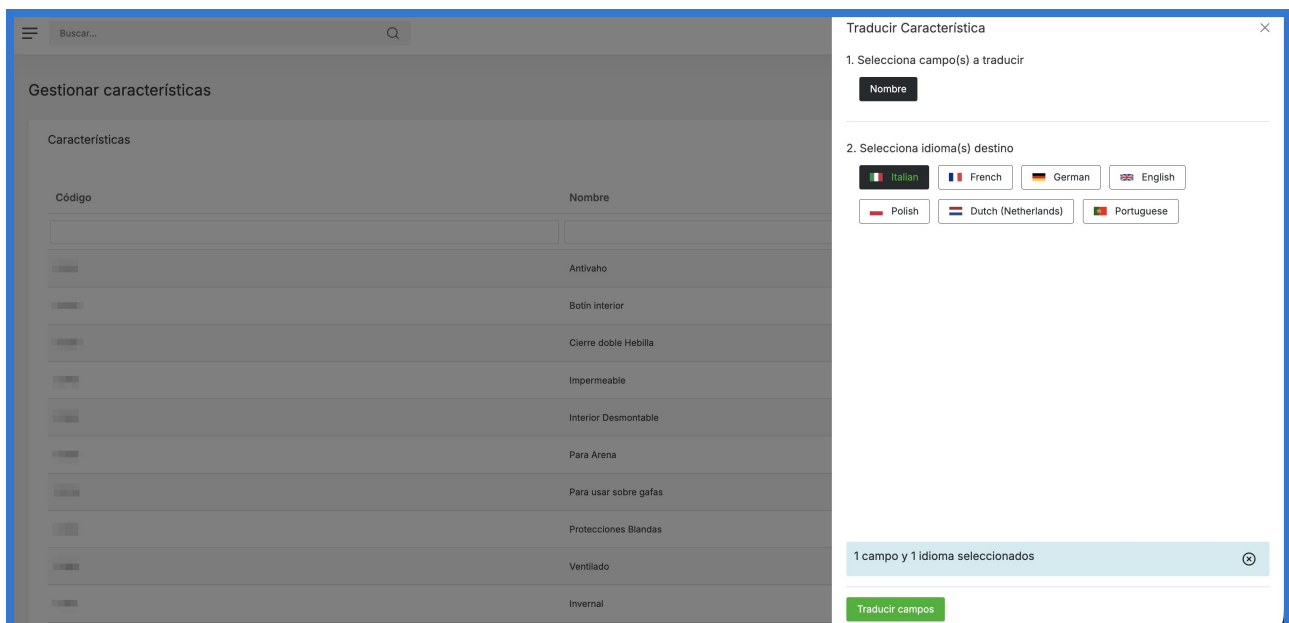 Buscar...
Gestionar características
Características
Código Nombre
Antivaho
Botín interior
Cierre doble Hebilla
Impermeable
Interior Desmontable
Para Arena
Para usar sobre gafas
Protecciones Blandas
Ventilado
Invernal
Traducir Característica
1. Selecciona campo(s) a traducir
Nombre
2. Selecciona idioma(s) destino
Italian French German English
Polish Dutch (Netherlands) Portuguese
1 campo y 1 idioma seleccionados
Traducir campos